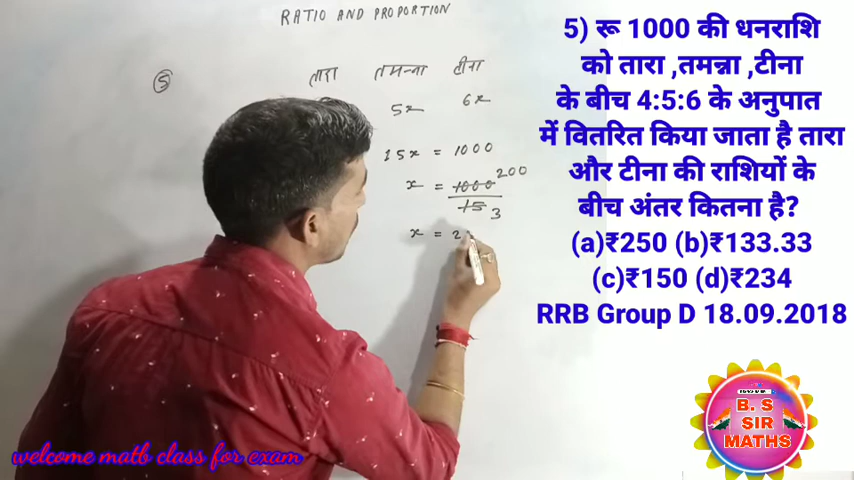 RATIO AND PROPORTION
5
तारा तमन्ना टीना
5x 6x
15x = 1000
x = 1000 200
15 3
x = 2
5) रू 1000 की धनराशि
को तारा ,तमन्ना ,टीना
के बीच 4:5:6 के अनुपात
में वितरित किया जाता है तारा
और टीना की राशियों के
बीच अंतर कितना है?
(a)₹250 (b)₹133.33
(c)₹150 (d)₹234
RRB Group D 18.09.2018
B. S
SIR
MATHS
welcome matb class for exam